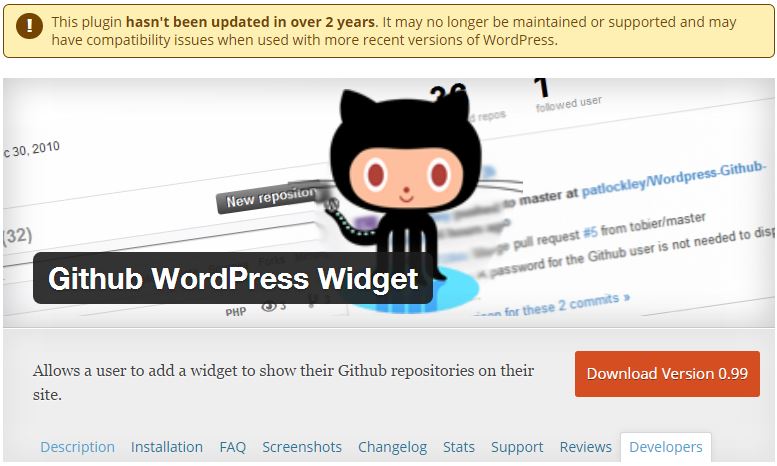 This plugin hasn't been updated in over 2 years. It may no longer be maintained or supported and may
have compatibility issues when used with more recent versions of WordPress.
1
repos
followed user
c 30, 2010
New repository
to master at patlockley/Wordpress-Github-
(32)
pull request #5 from tobier/master
password for the Github user is not needed to disp
for these 2 commits »
PHP
3
Github WordPress Widget
Allows a user to add a widget to show their Github repositories on their
site.
Download Version 0.99
Description Installation FAQ Screenshots Changelog Stats Support Reviews Developers